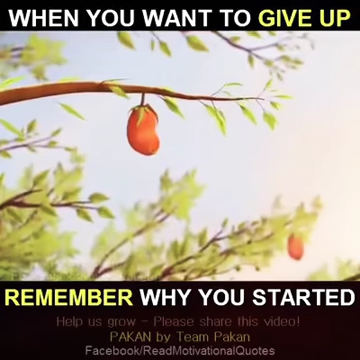 WHEN YOU WANT TO GIVE UP
REMEMBER WHY YOU STARTED
Help us grow - Please share this video!
PAKAN by Team Pakan
Facebook/ReadMotivationalQuotes